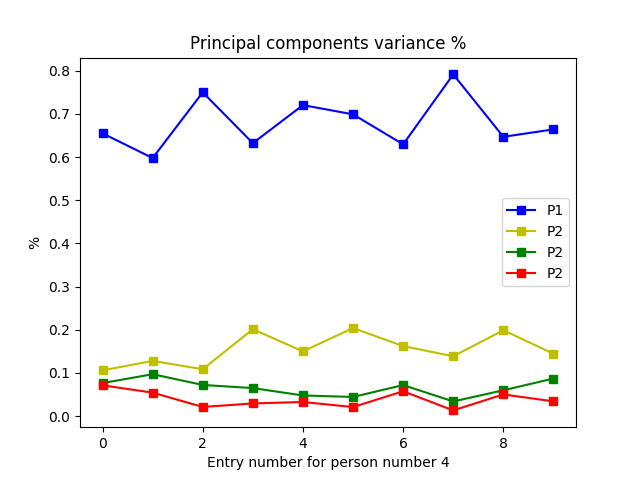 Principal components variance %
0.8
0.7
0.6
0.5
0.4
0.3
0.2
0.1
0.0
%
P1
P2
P2
P2
0 2 4 6 8
Entry number for person number 4